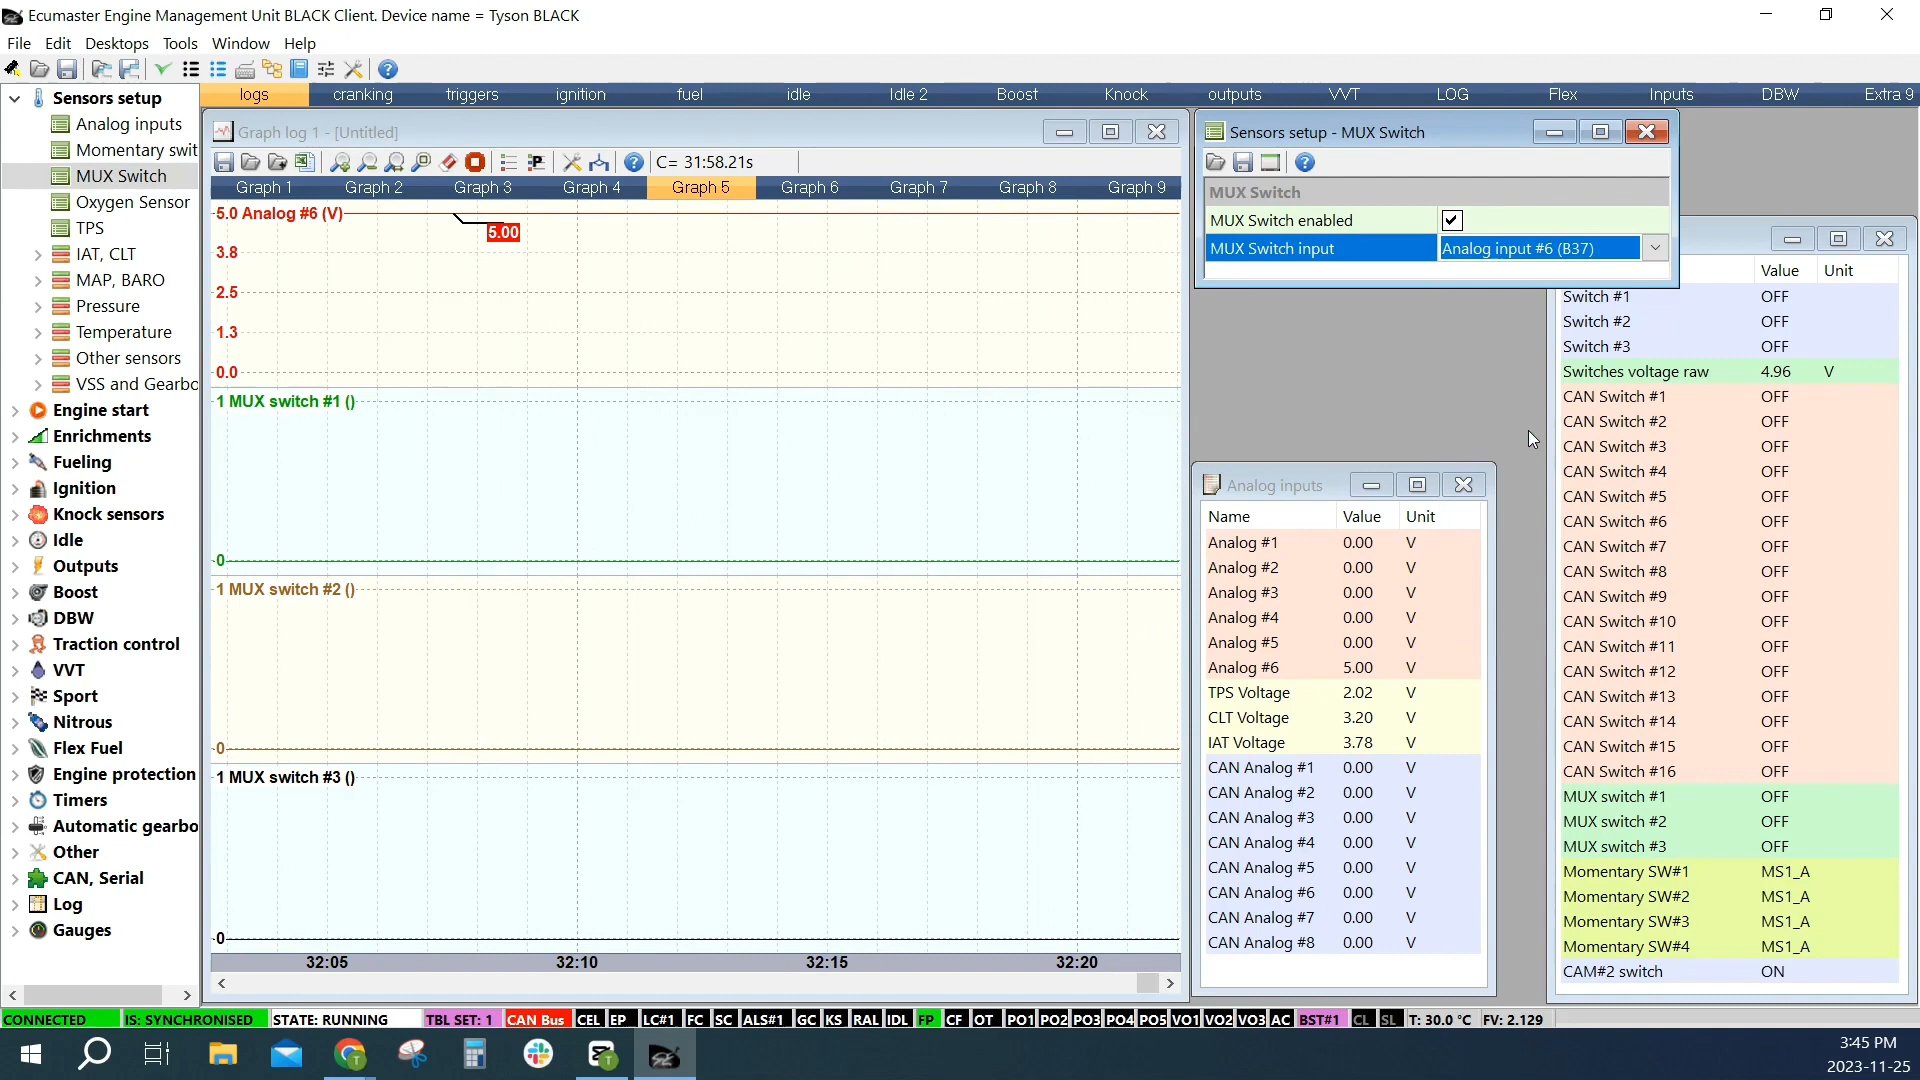 Ecumaster Engine Management Unit BLACK Client. Device name = Tyson BLACK
File Edit Desktops Tools Window Help
logs cranking triggers ignition fuel idle Idle 2 Boost Knock outputs VVT LOG Flex Inputs DBW Extra 9
Sensors setup
Analog inputs
Momentary swit
MUX Switch
Oxygen Sensor
TPS
IAT, CLT
MAP, BARO
Pressure
Temperature
Other sensors
VSS and Gearbo
Engine start
Enrichments
Fueling
Ignition
Knock sensors
Idle
Outputs
Boost
DBW
Traction control
VVT
Sport
Nitrous
Flex Fuel
Engine protection
Timers
Automatic gearbo
Other
CAN, Serial
Log
Gauges
Graph log 1 - [Untitled]
C= 31:58.21s
Graph 1 Graph 2 Graph 3 Graph 4 Graph 5 Graph 6 Graph 7 Graph 8 Graph 9
5.0 Analog #6 (V)
5.00
3.8
2.5
1.3
0.0
1 MUX switch #1 ()
0
1 MUX switch #2 ()
0
1 MUX switch #3 ()
0
32:05 32:10 32:15 32:20
Sensors setup - MUX Switch
MUX Switch
MUX Switch enabled
MUX Switch input Analog input #6 (B37)
Analog inputs
Name Value Unit
Analog #1 0.00 V
Analog #2 0.00 V
Analog #3 0.00 V
Analog #4 0.00 V
Analog #5 0.00 V
Analog #6 5.00 V
TPS Voltage 2.02 V
CLT Voltage 3.20 V
IAT Voltage 3.78 V
CAN Analog #1 0.00 V
CAN Analog #2 0.00 V
CAN Analog #3 0.00 V
CAN Analog #4 0.00 V
CAN Analog #5 0.00 V
CAN Analog #6 0.00 V
CAN Analog #7 0.00 V
CAN Analog #8 0.00 V
Value Unit
Switch #1 OFF
Switch #2 OFF
Switch #3 OFF
Switches voltage raw 4.96 V
CAN Switch #1 OFF
CAN Switch #2 OFF
CAN Switch #3 OFF
CAN Switch #4 OFF
CAN Switch #5 OFF
CAN Switch #6 OFF
CAN Switch #7 OFF
CAN Switch #8 OFF
CAN Switch #9 OFF
CAN Switch #10 OFF
CAN Switch #11 OFF
CAN Switch #12 OFF
CAN Switch #13 OFF
CAN Switch #14 OFF
CAN Switch #15 OFF
CAN Switch #16 OFF
MUX switch #1 OFF
MUX switch #2 OFF
MUX switch #3 OFF
Momentary SW#1 MS1_A
Momentary SW#2 MS1_A
Momentary SW#3 MS1_A
Momentary SW#4 MS1_A
CAM#2 switch ON
CONNECTED IS: SYNCHRONISED STATE: RUNNING TBL SET: 1 CAN Bus CEL EP LC#1 FC SC ALS#1 GC KS RAL IDL FP CF OT PO1 PO2 PO3 PO4 PO5 VO1 VO2 VO3 AC BST#1 CL SL T: 30.0 °C FV: 2.129
3:45 PM
2023-11-25